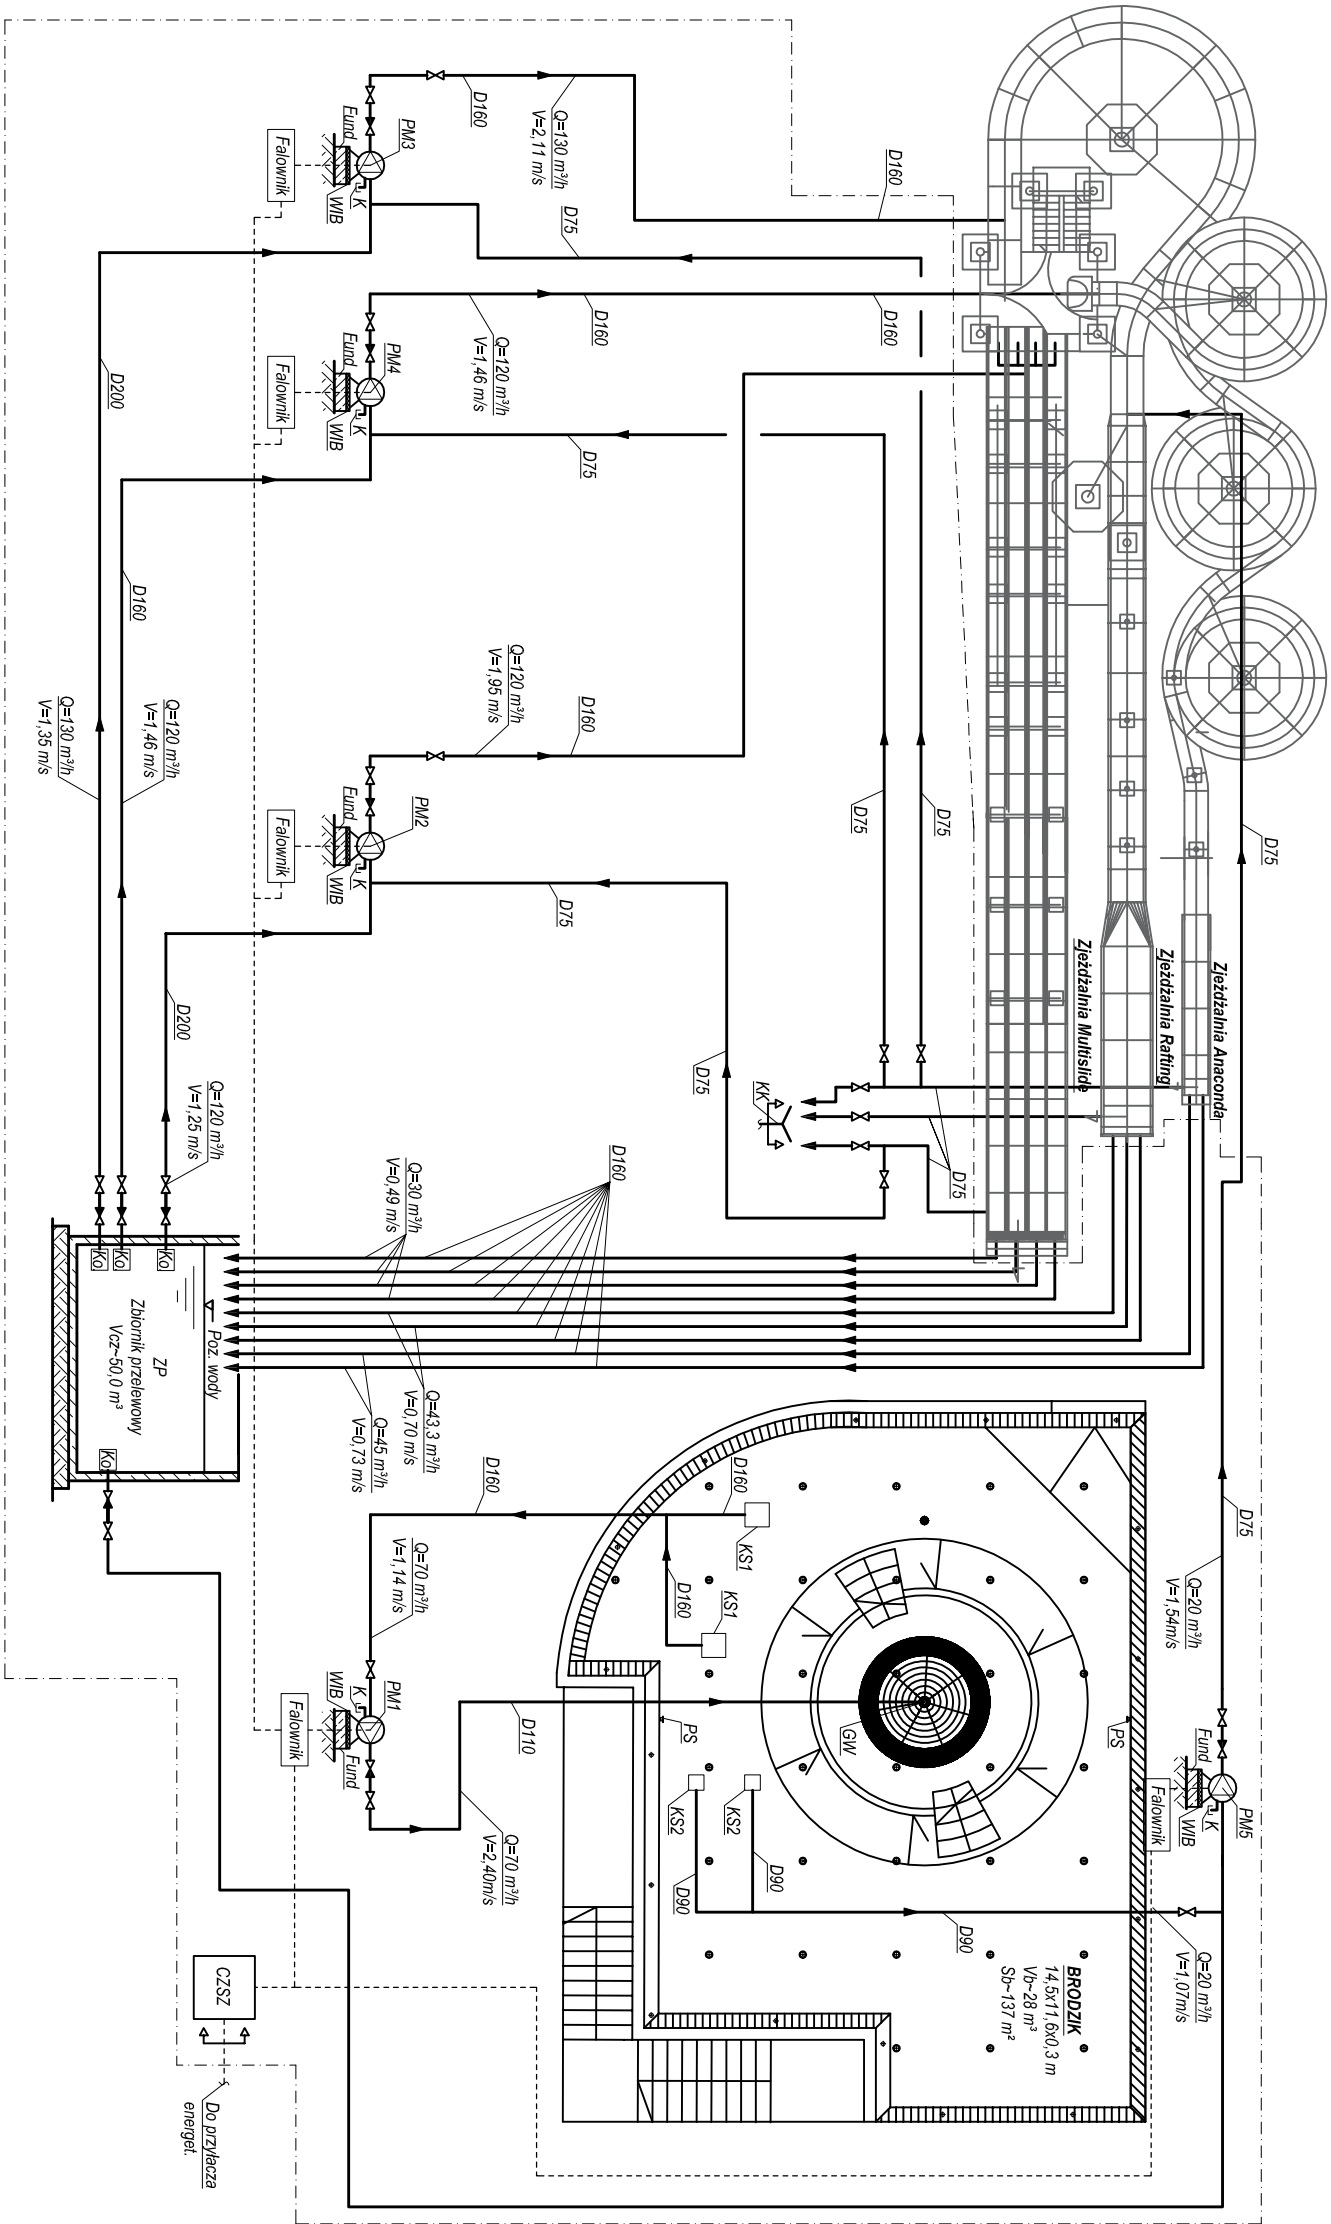 Zjeżdżalnia Anaconda
Zjeżdżalnia Rafting
Zjeżdżalnia Multislide
D75
D75
Q=20 m³/h
V=1,54m/s
PM5
Fund
WIB
K
Falownik
Q=20 m³/h
V=1,07m/s
PS
BRODZIK
14,5x11,6x0,3 m
Vb~28 m³
Sb~137 m²
D90
D90
D90
KS2
KS2
PS
GW
KS1
KS1
D160
D160
D160
D110
D160
D75
D160
D160
D160
Q=130 m³/h
V=2,11 m/s
PM3
Fund
WIB
K
Falownik
D75
D160
Q=120 m³/h
V=1,46 m/s
PM4
Fund
WIB
K
Falownik
D75
D75
D75
D160
Q=120 m³/h
V=1,95 m/s
PM2
Fund
WIB
K
Falownik
D75
D75
KK
D75
D160
Q=30 m³/h
V=0,49 m/s
Q=43,3 m³/h
V=0,70 m/s
Q=45 m³/h
V=0,73 m/s
Q=70 m³/h
V=1,14 m/s
PM1
K
WIB
Fund
Falownik
Q=70 m³/h
V=2,40m/s
D200
D160
Q=120 m³/h
V=1,46 m/s
Q=130 m³/h
V=1,35 m/s
D200
Q=120 m³/h
V=1,25 m/s
Ko
Ko
Ko
Ko
Poz. wody
ZP
Zbiornik przelewowy
Vcz~50,0 m³
CZSZ
Do przyłacza
energet.